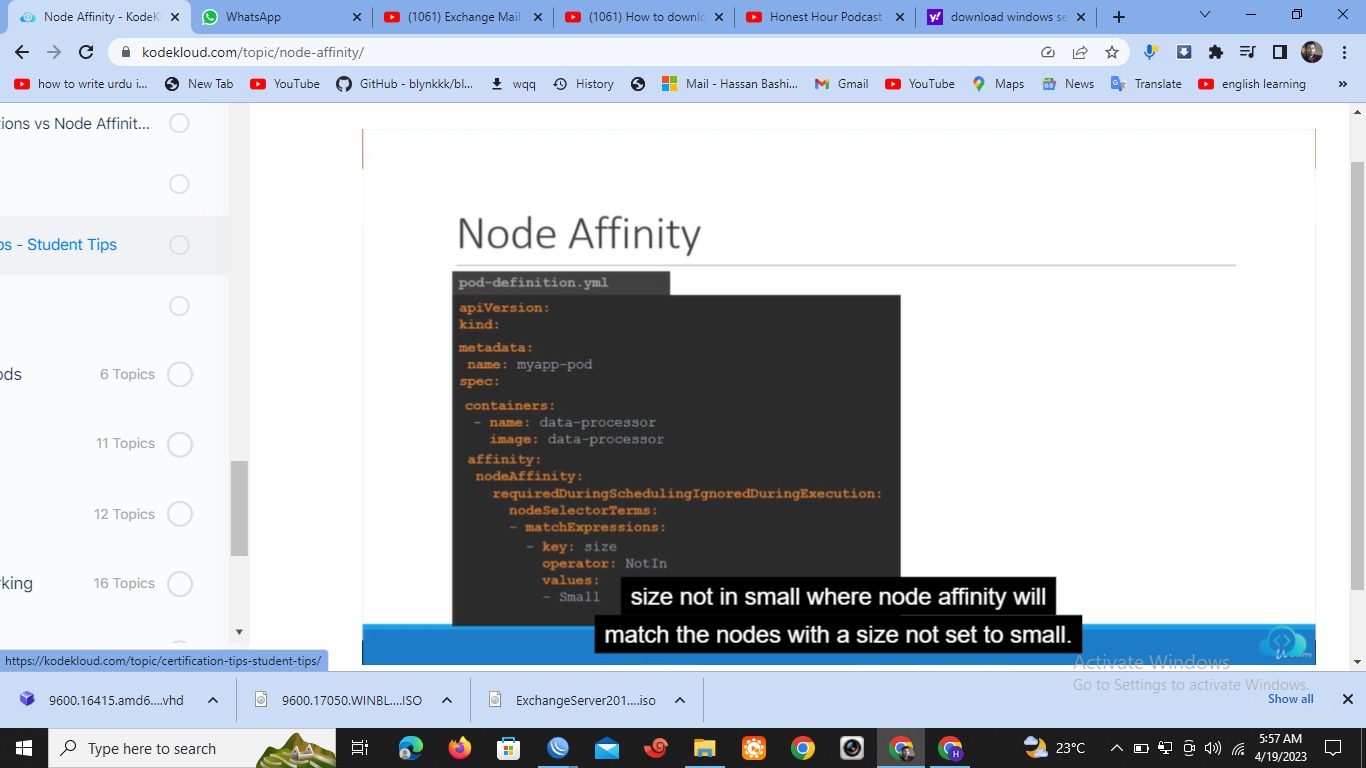 Node Affinity - KodeK
WhatsApp
(1061) Exchange Mail
(1061) How to downlo
Honest Hour Podcast
download windows se
kodekloud.com/topic/node-affinity/
how to write urdu i...
New Tab
YouTube
GitHub - blynkkk/bl...
wqq
History
Mail - Hassan Bashi...
Gmail
YouTube
Maps
News
Translate
english learning
»
ions vs Node Affinit...
ps - Student Tips
ods 6 Topics
11 Topics
12 Topics
rking 16 Topics
Node Affinity
pod-definition.yml
apiVersion:
kind:
metadata:
name: myapp-pod
spec:
containers:
- name: data-processor
image: data-processor
affinity:
nodeAffinity:
requiredDuringSchedulingIgnoredDuringExecution:
nodeSelectorTerms:
- matchExpressions:
- key: size
operator: NotIn
values:
- Small
size not in small where node affinity will
match the nodes with a size not set to small.
Activate Windows
Go to Settings to activate Windows.
https://kodekloud.com/topic/certification-tips-student-tips/
9600.16415.amd6....vhd
9600.17050.WINBL....ISO
ExchangeServer201....iso
Show all
Type here to search
23°C
5:57 AM
4/19/2023